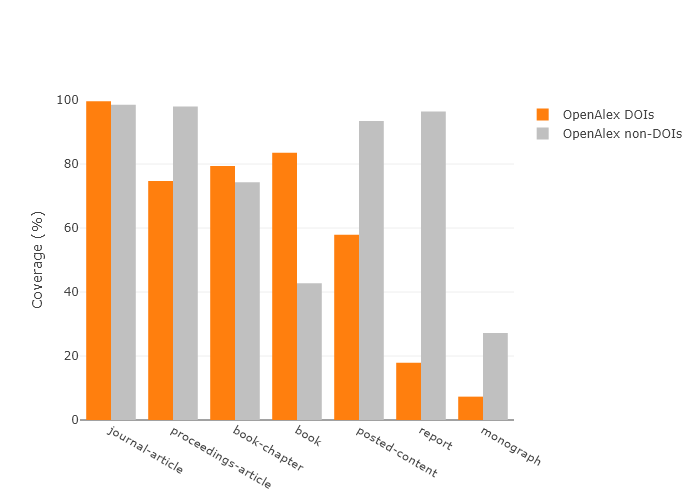 100
80
60
40
20
0
Coverage (%)
journal-article
proceedings-article
book-chapter
book
posted-content
report
monograph
OpenAlex DOIs
OpenAlex non-DOIs